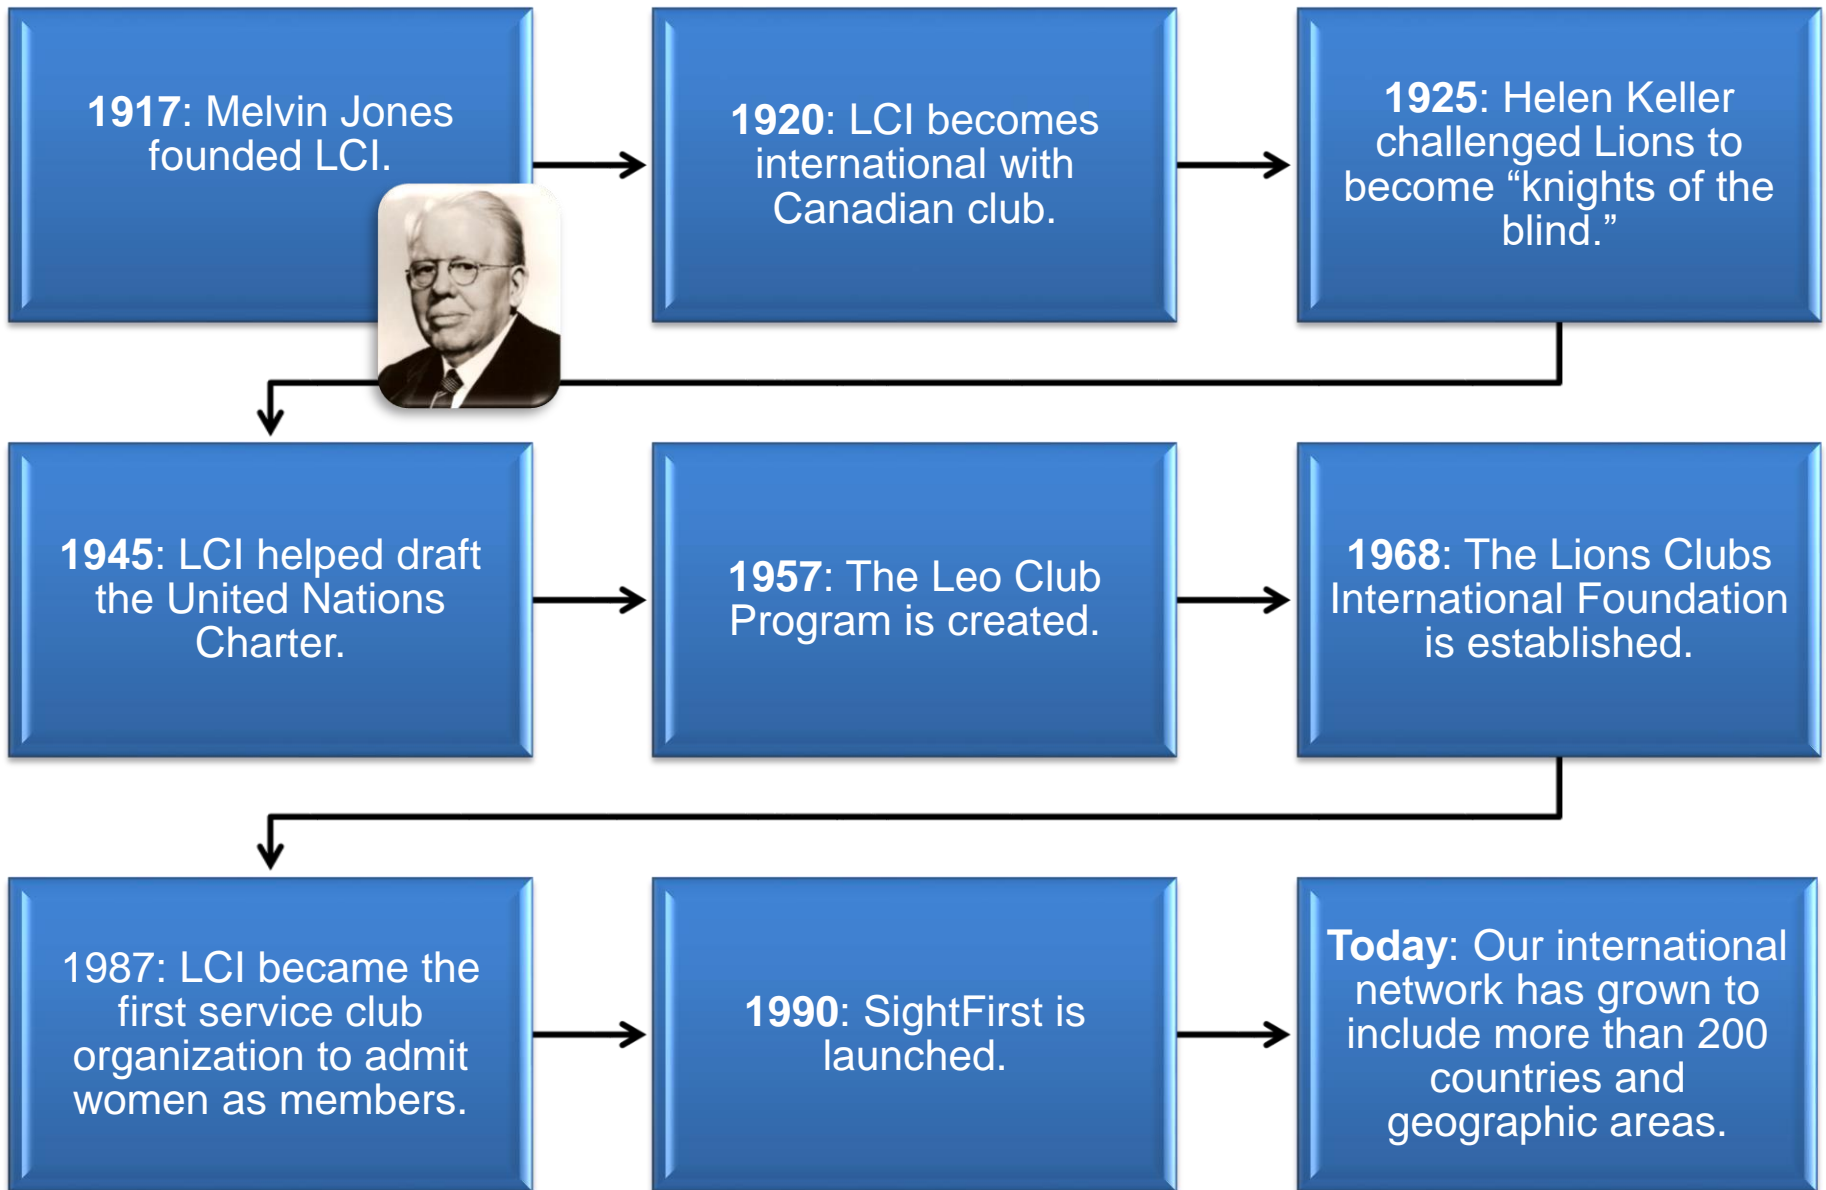 1917: Melvin Jones
founded LCI.
1920: LCI becomes
international with
Canadian club.
1925: Helen Keller
challenged Lions to
become “knights of the
blind.”
1945: LCI helped draft
the United Nations
Charter.
1957: The Leo Club
Program is created.
1968: The Lions Clubs
International Foundation
is established.
1987: LCI became the
first service club
organization to admit
women as members.
1990: SightFirst is
launched.
Today: Our international
network has grown to
include more than 200
countries and
geographic areas.